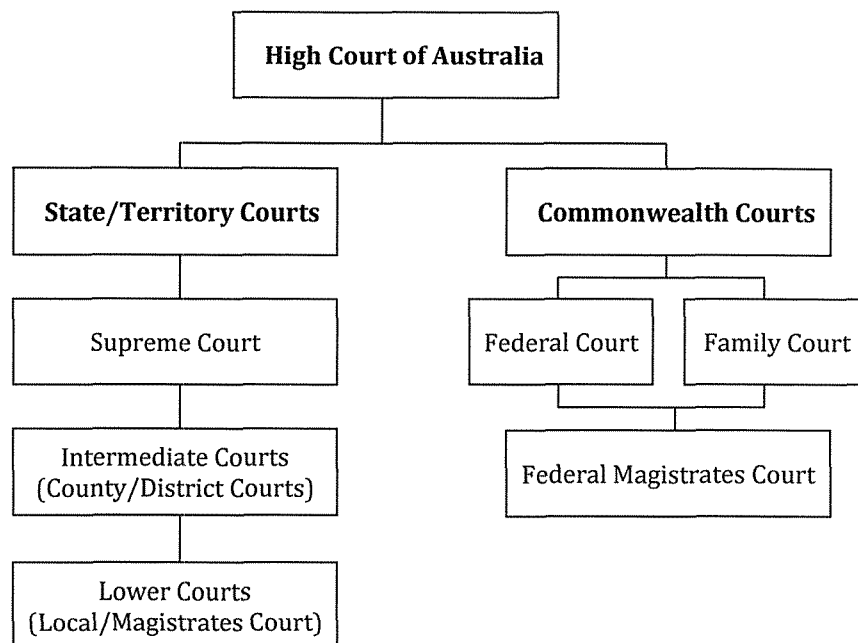 High Court of Australia
State/Territory Courts
Commonwealth Courts
Supreme Court
Federal Court
Family Court
Intermediate Courts
(County/District Courts)
Federal Magistrates Court
Lower Courts
(Local/Magistrates Court)